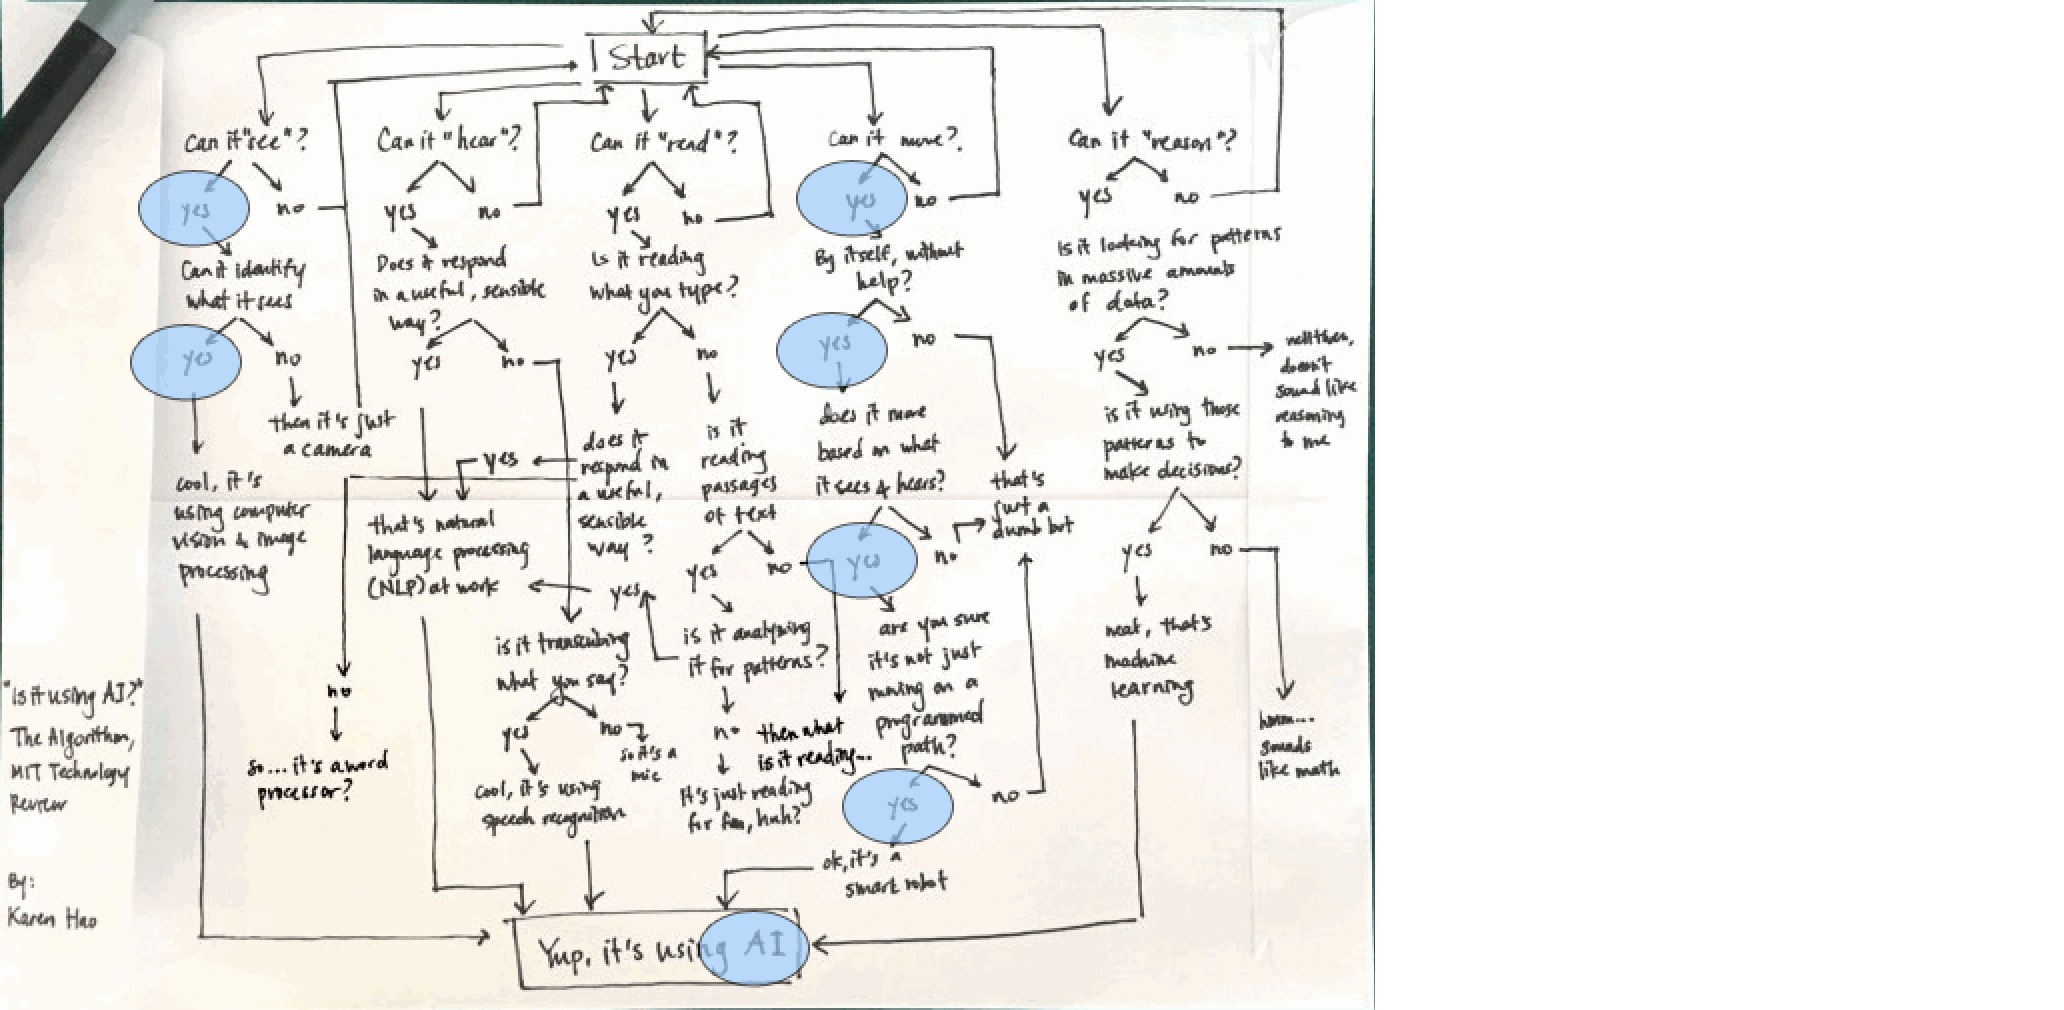 Start
Can it "see"?
yes
no
Can it identify
what it sees
yes
no
then it's just
a camera
cool, it's
using computer
vision & image
processing
Can it "hear"?
yes
no
Does it respond
in a useful, sensible
way?
yes
no
that's natural
language processing
(NLP) at work
is it transcribing
what you say?
yes
no
so it's a
mic
cool, it's using
speech recognition
Can it "read"?
yes
no
Is it reading
what you type?
yes
no
does it
respond in
a useful,
sensible
way?
yes
no
so... it's a word
processor?
is it
reading
passages
of text
yes
no
then what
is it reading...
is it analyzing
it for patterns?
yes
no
It's just reading
for fun, huh?
Can it move?
yes
no
By itself, without
help?
yes
no
that's
just a
dumb bot
does it move
based on what
it sees & hears?
yes
no
are you sure
it's not just
moving on a
programmed
path?
yes
no
ok, it's a
smart robot
Can it "reason"?
yes
no
Is it looking for patterns
in massive amounts
of data?
yes
no
well then,
doesn't
sound like
reasoning
to me
is it using those
patterns to
make decisions?
yes
no
neat, that's
machine
learning
hmm...
sounds
like math
Yup, it's using AI
"Is it using AI?"
The Algorithm,
MIT Technology
Review
By:
Karen Hao